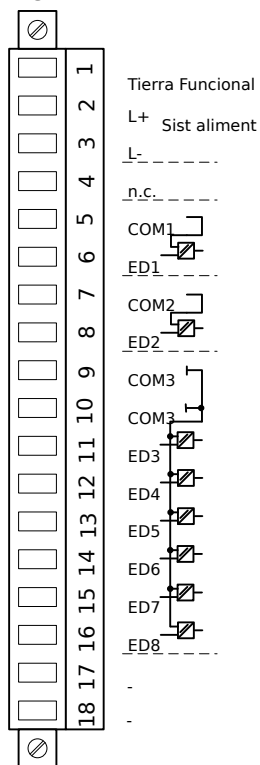 1
Tierra Funcional
2
L+ Sist aliment
3
L-
4
n.c.
5
COM1
6
ED1
7
COM2
8
ED2
9
COM3
10
COM3
11
ED3
12
ED4
13
ED5
14
ED6
15
ED7
16
ED8
17
-
18
-